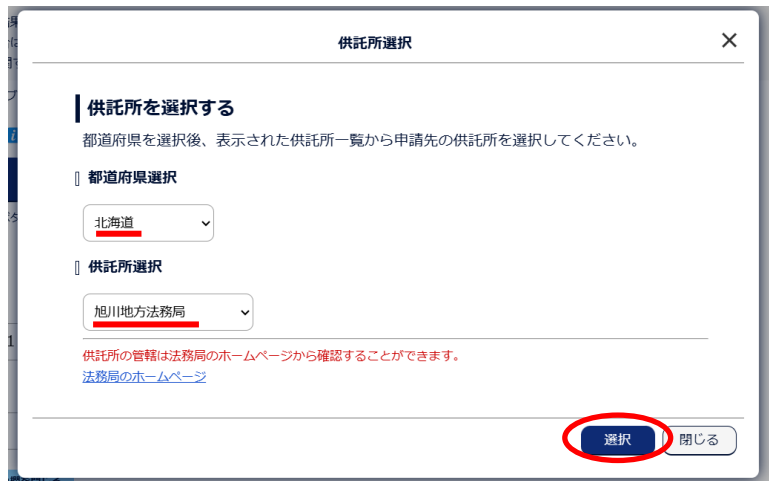 供託所選択
供託所を選択する
都道府県を選択後、表示された供託所一覧から申請先の供託所を選択してください。
都道府県選択
北海道
供託所選択
旭川地方法務局
供託所の管轄は法務局のホームページから確認することができます。
法務局のホームページ
選択
閉じる